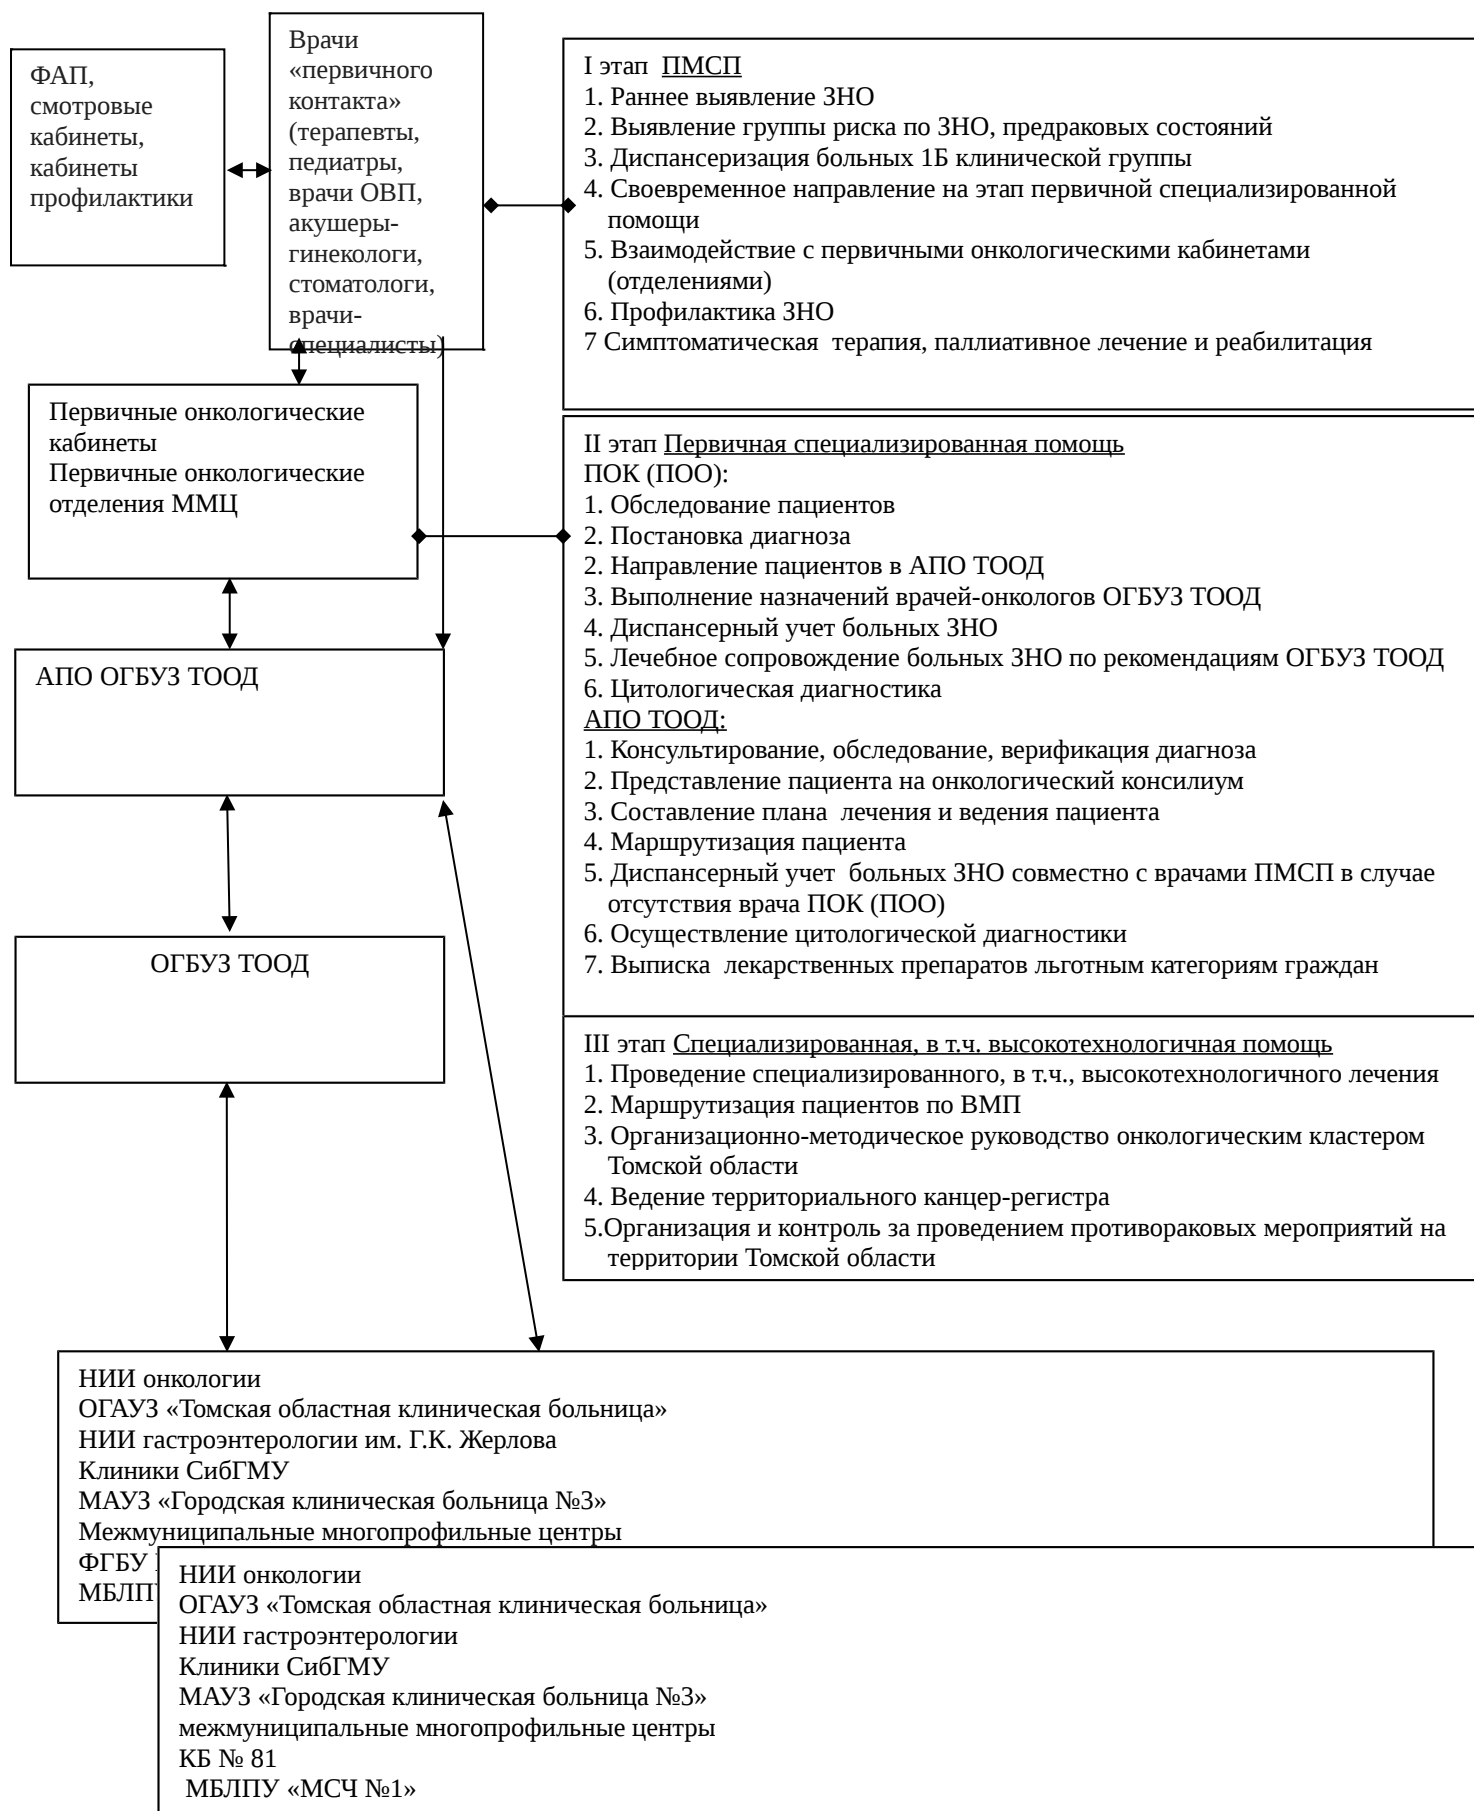 ФАП,
смотровые
кабинеты,
кабинеты
профилактики
Врачи
«первичного
контакта»
(терапевты,
педиатры,
врачи ОВП,
акушеры-
гинекологи,
стоматологи,
врачи-
специалисты)
I этап ПМСП
1. Раннее выявление ЗНО
2. Выявление группы риска по ЗНО, предраковых состояний
3. Диспансеризация больных 1Б клинической группы
4. Своевременное направление на этап первичной специализированной
помощи
5. Взаимодействие с первичными онкологическими кабинетами
(отделениями)
6. Профилактика ЗНО
7 Симптоматическая терапия, паллиативное лечение и реабилитация
Первичные онкологические
кабинеты
Первичные онкологические
отделения ММЦ
II этап Первичная специализированная помощь
ПОК (ПОО):
1. Обследование пациентов
2. Постановка диагноза
2. Направление пациентов в АПО ТООД
3. Выполнение назначений врачей-онкологов ОГБУЗ ТООД
4. Диспансерный учет больных ЗНО
5. Лечебное сопровождение больных ЗНО по рекомендациям ОГБУЗ ТООД
6. Цитологическая диагностика
АПО ТООД:
1. Консультирование, обследование, верификация диагноза
2. Представление пациента на онкологический консилиум
3. Составление плана лечения и ведения пациента
4. Маршрутизация пациента
5. Диспансерный учет больных ЗНО совместно с врачами ПМСП в случае
отсутствия врача ПОК (ПОО)
6. Осуществление цитологической диагностики
7. Выписка лекарственных препаратов льготным категориям граждан
АПО ОГБУЗ ТООД
ОГБУЗ ТООД
III этап Специализированная, в т.ч. высокотехнологичная помощь
1. Проведение специализированного, в т.ч., высокотехнологичного лечения
2. Маршрутизация пациентов по ВМП
3. Организационно-методическое руководство онкологическим кластером
Томской области
4. Ведение территориального канцер-регистра
5.Организация и контроль за проведением противораковых мероприятий на
территории Томской области
НИИ онкологии
ОГАУЗ «Томская областная клиническая больница»
НИИ гастроэнтерологии им. Г.К. Жерлова
Клиники СибГМУ
МАУЗ «Городская клиническая больница №3»
Межмуниципальные многопрофильные центры
ФГБУ
НИИ онкологии
ОГАУЗ «Томская областная клиническая больница»
НИИ гастроэнтерологии
Клиники СибГМУ
МАУЗ «Городская клиническая больница №3»
межмуниципальные многопрофильные центры
КБ № 81
МБЛПУ «МСЧ №1»